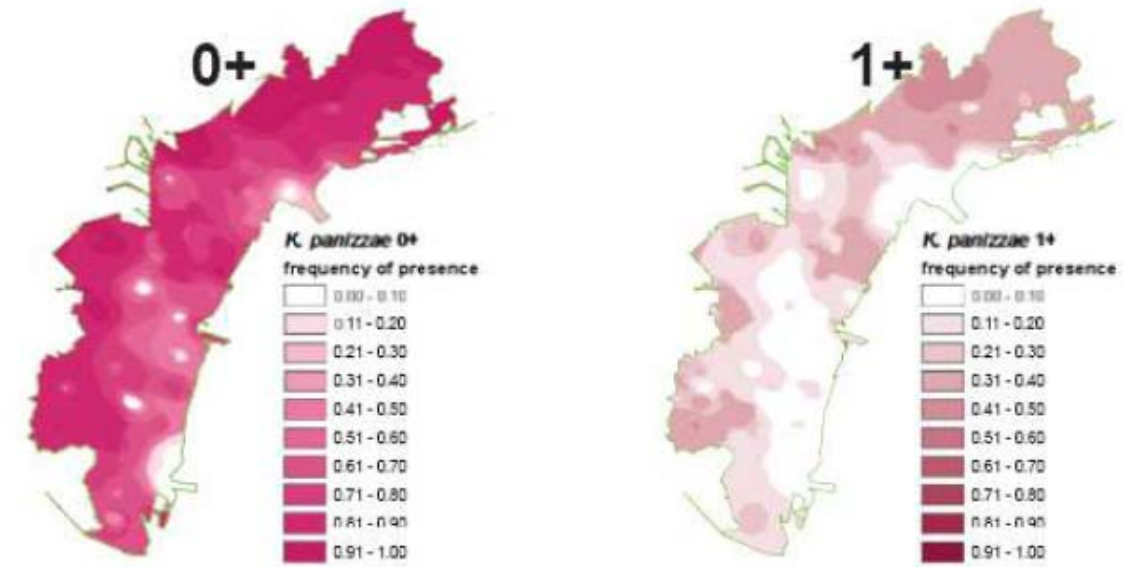 0+
K. panizzae 0+
frequency of presence
0.00 - 0.10
0.11 - 0.20
0.21 - 0.30
0.31 - 0.40
0.41 - 0.50
0.51 - 0.60
0.61 - 0.70
0.71 - 0.80
0.81 - 0.90
0.91 - 1.00
1+
K. panizzae 1+
frequency of presence
0.00 - 0.10
0.11 - 0.20
0.21 - 0.30
0.31 - 0.40
0.41 - 0.50
0.51 - 0.60
0.61 - 0.70
0.71 - 0.80
0.81 - 0.90
0.91 - 1.00